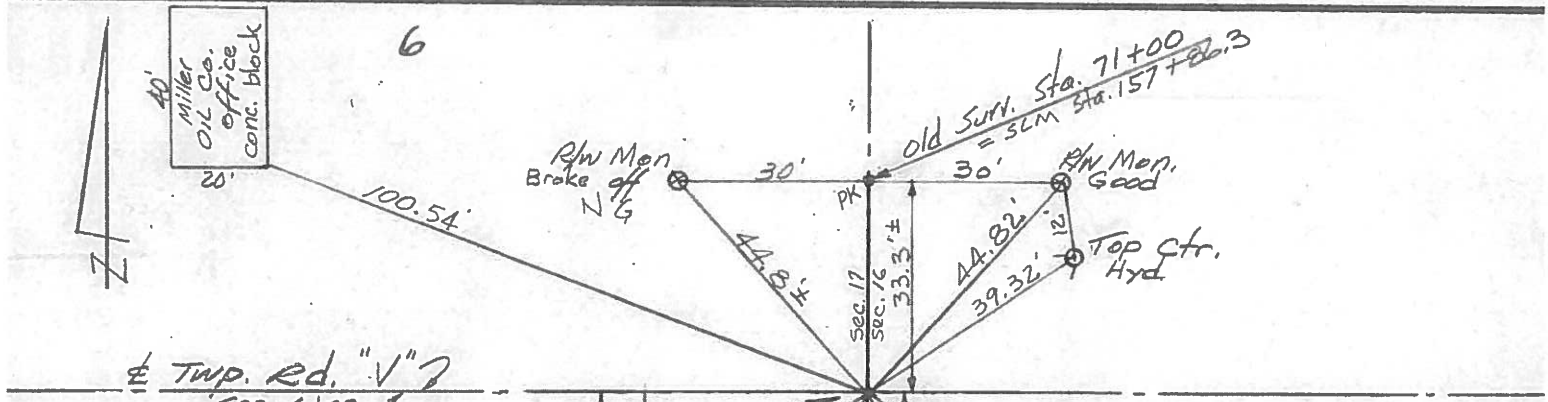 6
40'
Miller
OIL Co.
office
conc. block
20'
Z
100.54'
R/W Mon
Broke off
N G
30'
PK
30'
old Surv. Sta. 71+00
= SLM Sta. 157+86.3
R/W Mon.
Good
12'
Top Ctr.
Hyd.
44.8'±
Sec. 17
Sec. 16
33.3'±
44.82'
39.32'
℄ Twp. Rd. "V"?